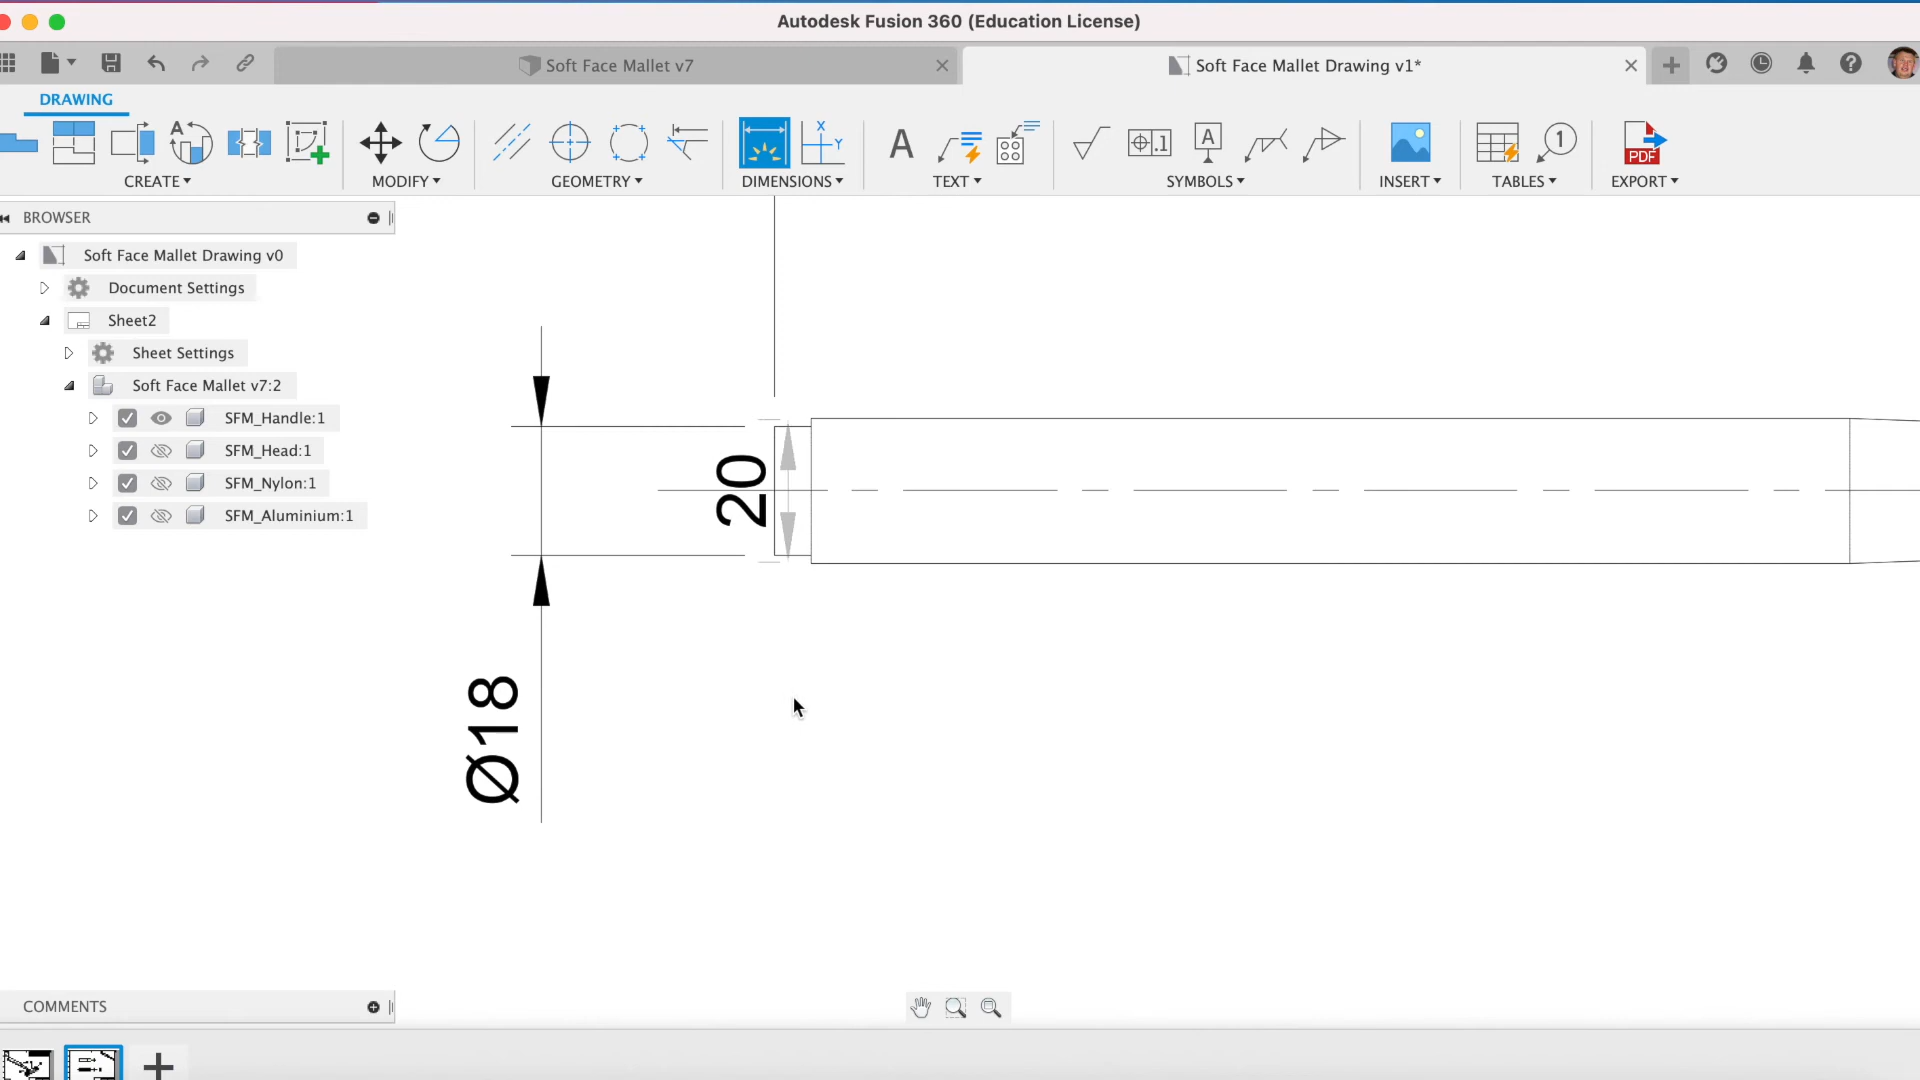 Autodesk Fusion 360 (Education License)
Soft Face Mallet v7
Soft Face Mallet Drawing v1*
DRAWING
A
X
Y
A
.1
A
1
PDF
CREATE
MODIFY
GEOMETRY
DIMENSIONS
TEXT
SYMBOLS
INSERT
TABLES
EXPORT
BROWSER
Soft Face Mallet Drawing v0
Document Settings
Sheet2
Sheet Settings
Soft Face Mallet v7:2
SFM_Handle:1
SFM_Head:1
SFM_Nylon:1
SFM_Aluminium:1
20
Ø18
COMMENTS